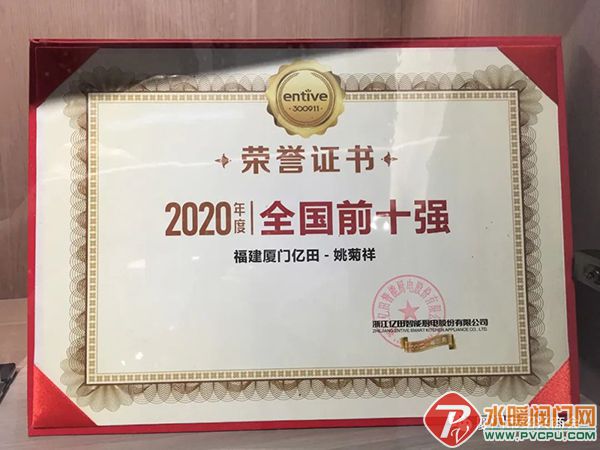 entive
300911
荣誉证书
2020年度 全国前十强
福建厦门亿田 - 姚菊祥
浙江亿田智能厨电股份有限公司
ZHEJIANG ENTIVE SMART KITCHEN APPLIANCE CO., LTD.
水暖阀门网
WWW.PVCPU.COM